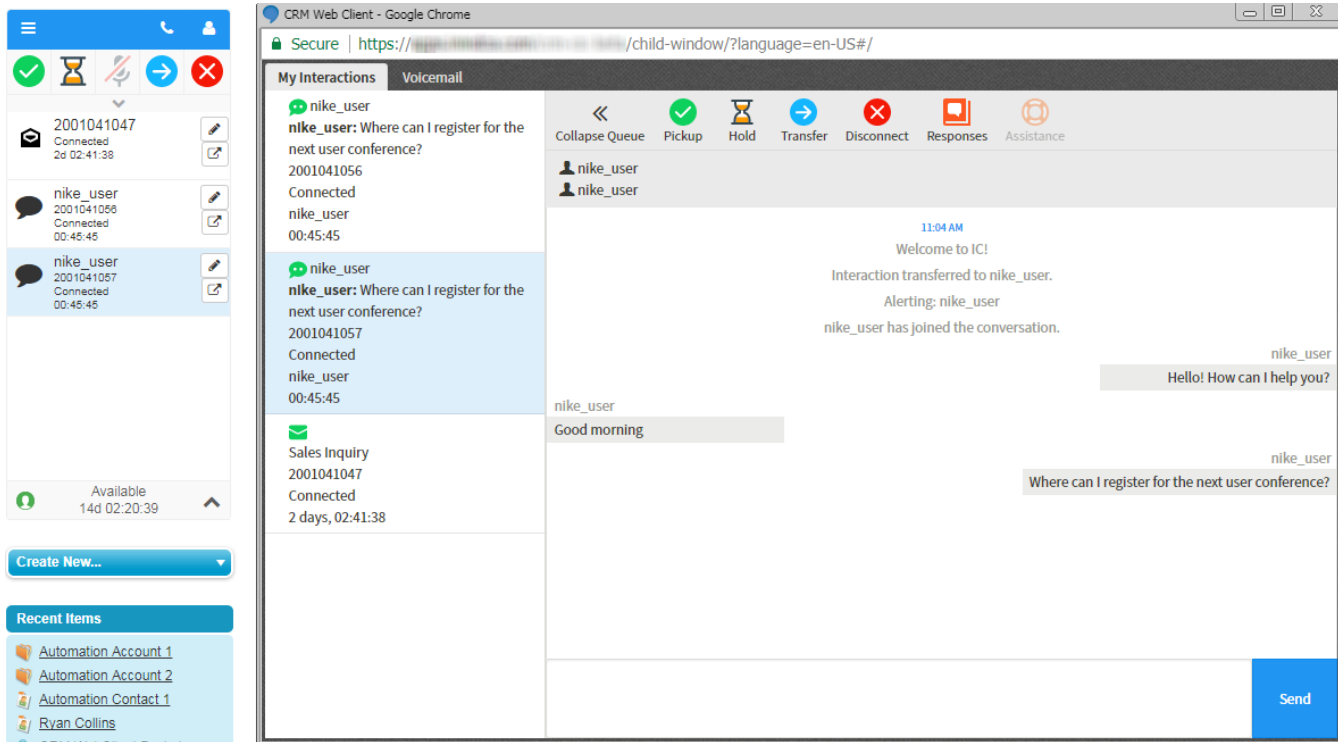 2001041047
Connected
2d 02:41:38
nike_user
2001041056
Connected
00:45:45
nike_user
2001041057
Connected
00:45:45
Available
14d 02:20:39
Create New...
Recent Items
Automation Account 1
Automation Account 2
Automation Contact 1
Ryan Collins
CRM Web Client - Google Chrome
Secure | https:// /child-window/?language=en-US#/
My Interactions Voicemail
nike_user
nike_user: Where can I register for the
next user conference?
2001041056
Connected
nike_user
00:45:45
nike_user
nike_user: Where can I register for the
next user conference?
2001041057
Connected
nike_user
00:45:45
Sales Inquiry
2001041047
Connected
2 days, 02:41:38
Collapse Queue Pickup Hold Transfer Disconnect Responses Assistance
nike_user
nike_user
11:04 AM
Welcome to IC!
Interaction transferred to nike_user.
Alerting: nike_user
nike_user has joined the conversation.
nike_user
Hello! How can I help you?
nike_user
Good morning
nike_user
Where can I register for the next user conference?
Send